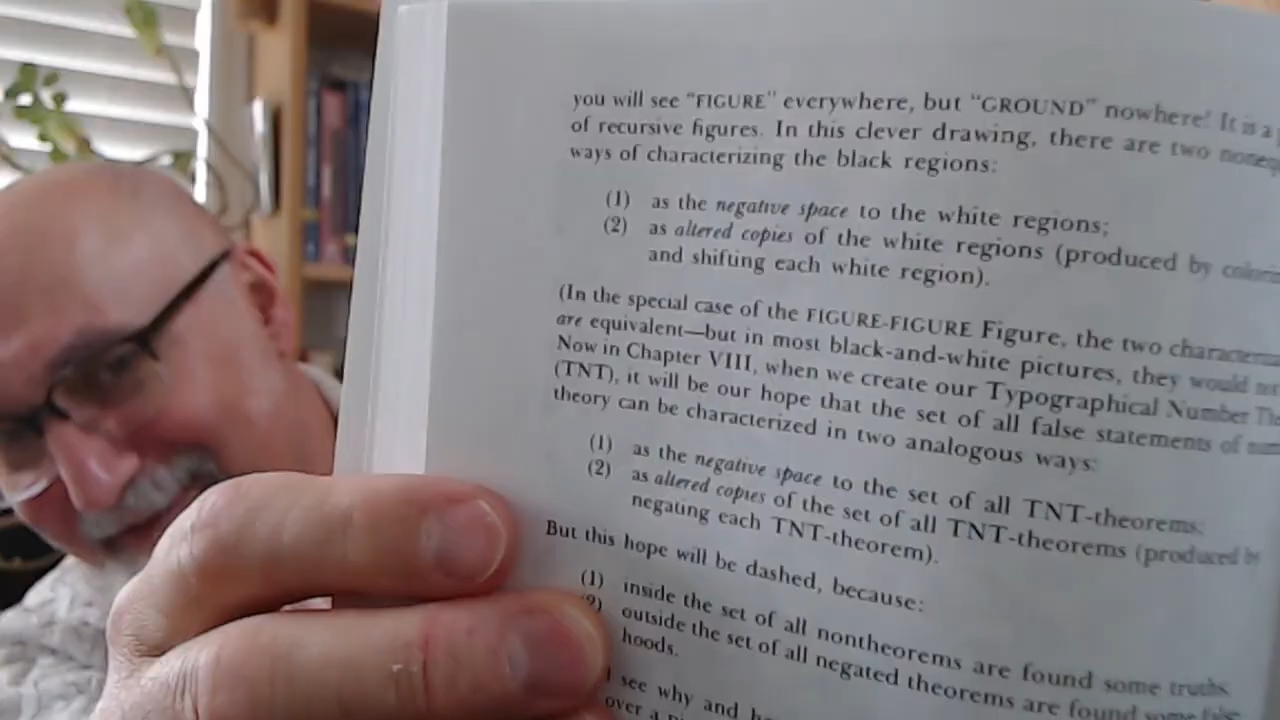 you will see "FIGURE" everywhere, but "GROUND" nowhere! It is a
of recursive figures. In this clever drawing, there are two
ways of characterizing the black regions:
(1) as the negative space to the white regions;
(2) as altered copies of the white regions (produced by
and shifting each white region).
(In the special case of the FIGURE-FIGURE Figure, the two
are equivalent—but in most black-and-white pictures, they would not
Now in Chapter VIII, when we create our Typographical Number
(TNT), it will be our hope that the set of all false statements of
theory can be characterized in two analogous ways:
(1) as the negative space to the set of all TNT-theorems;
(2) as altered copies of the set of all TNT-theorems (produced by
negating each TNT-theorem).
But this hope will be dashed, because:
(1) inside the set of all nontheorems are found some truths
(2) outside the set of all negated theorems are found some
hoods.
see why and
over a